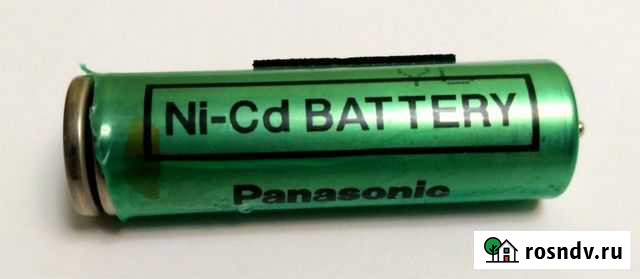 Ni-Cd BATTERY
Panasonic
rosndv.ru